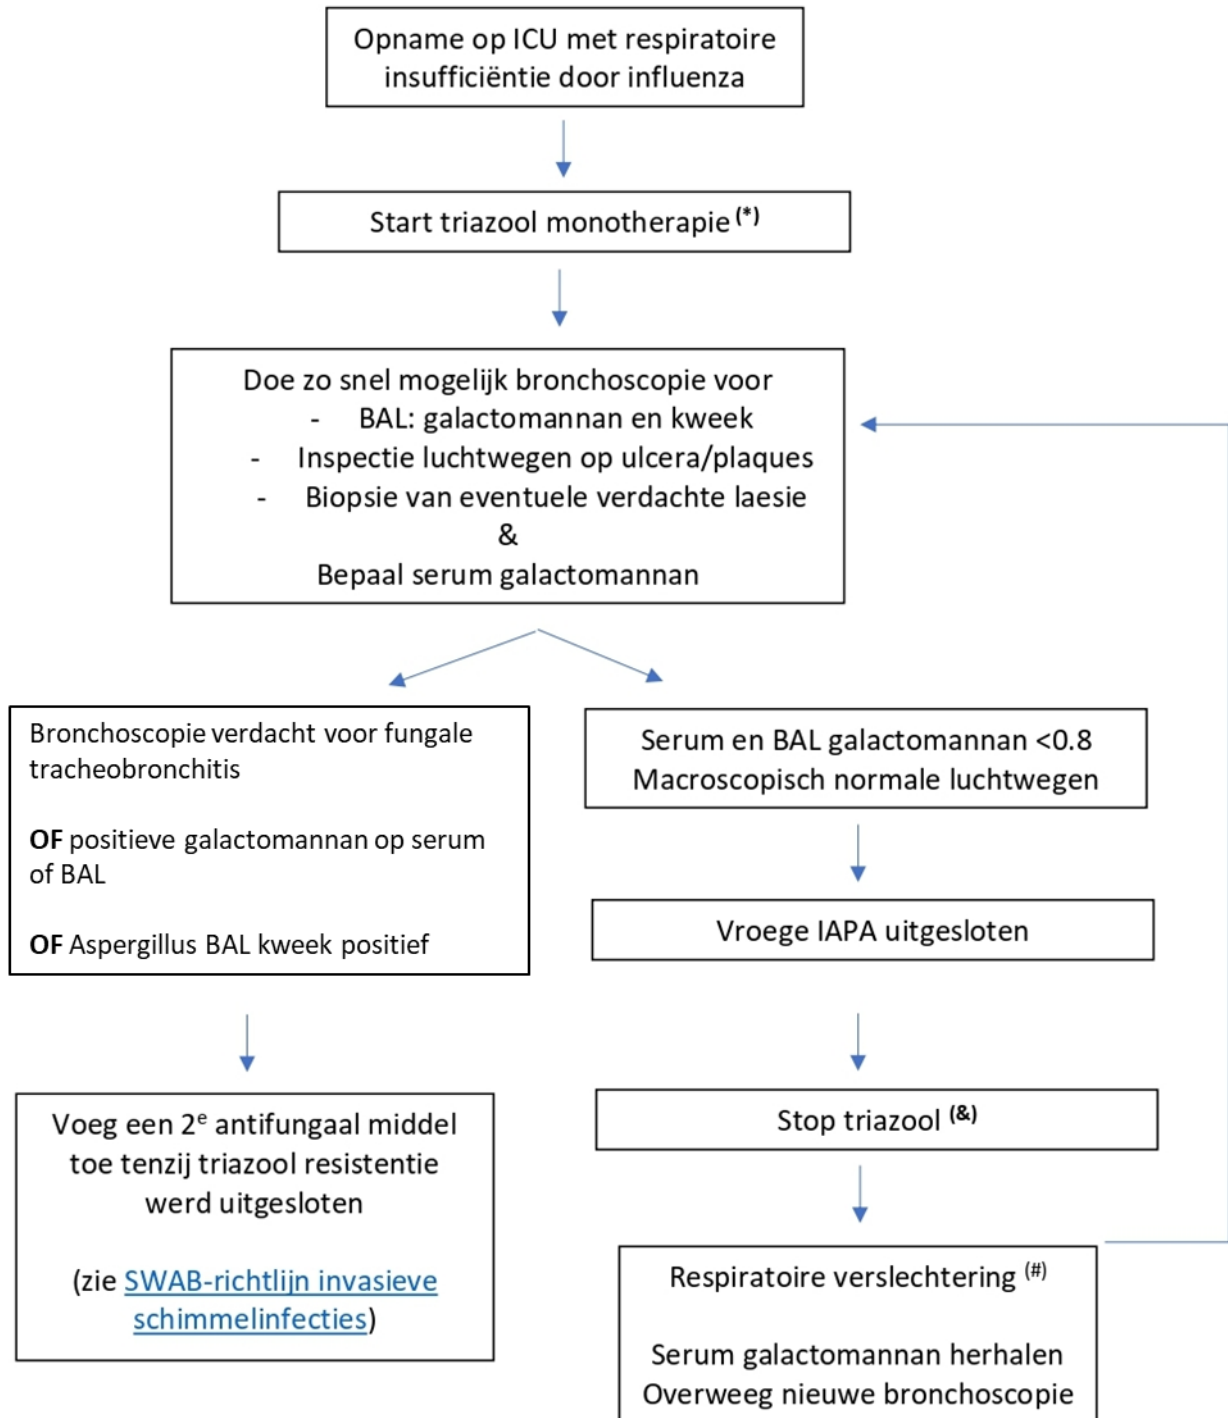 Opname op ICU met respiratoire
insufficiëntie door influenza
Start triazool monotherapie (*)
Doe zo snel mogelijk bronchoscopie voor
- BAL: galactomannan en kweek
- Inspectie luchtwegen op ulcera/plaques
- Biopsie van eventuele verdachte laesie
&
Bepaal serum galactomannan
Bronchoscopie verdacht voor fungale
tracheobronchitis
OF positieve galactomannan op serum
of BAL
OF Aspergillus BAL kweek positief
Voeg een 2e antifungaal middel
toe tenzij triazool resistentie
werd uitgesloten
(zie SWAB-richtlijn invasieve
schimmelinfecties)
Serum en BAL galactomannan <0.8
Macroscopisch normale luchtwegen
Vroege IAPA uitgesloten
Stop triazool (&)
Respiratoire verslechtering (#)
Serum galactomannan herhalen
Overweeg nieuwe bronchoscopie